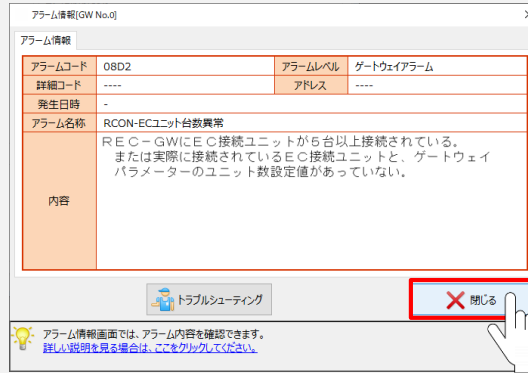 アラーム情報[GW No.0]
アラーム情報
アラームコード 08D2 アラームレベル ゲートウェイアラーム
詳細コード ---- アドレス ----
発生日時 -
アラーム名称 RCON-ECユニット台数異常
内容
REC-GWにEC接続ユニットが5台以上接続されている。
または実際に接続されているEC接続ユニットと、ゲートウェイ
パラメーターのユニット数設定値があっていない。
トラブルシューティング
閉じる
アラーム情報画面では、アラーム内容を確認できます。
詳しい説明を見る場合は、ここをクリックしてください。